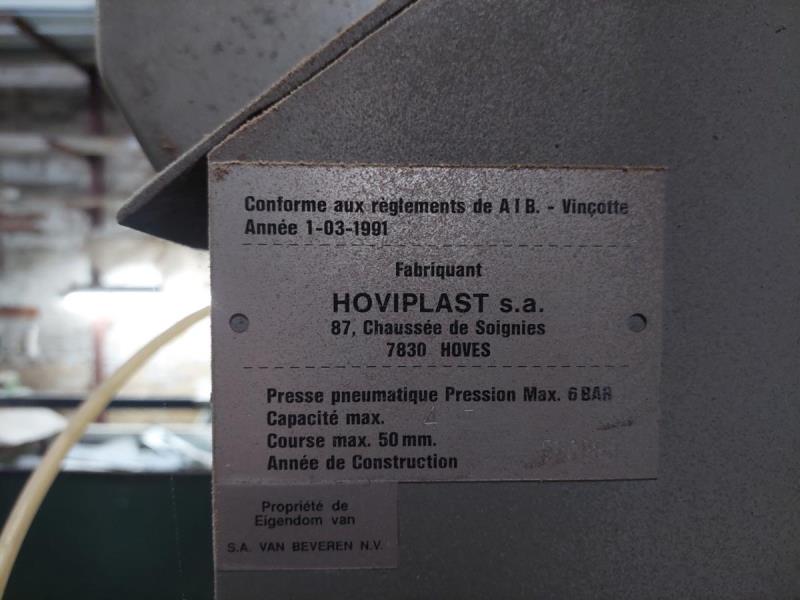 Conforme aux règlements de A I B. - Vinçotte
Année 1-03-1991
Fabriquant
HOVIPLAST s.a.
87, Chaussée de Soignies
7830 HOVES
Presse pneumatique Pression Max. 6 BAR
Capacité max.
Course max. 50 mm.
Année de Construction
Propriété de
Eigendom van
S.A. VAN BEVEREN N.V.